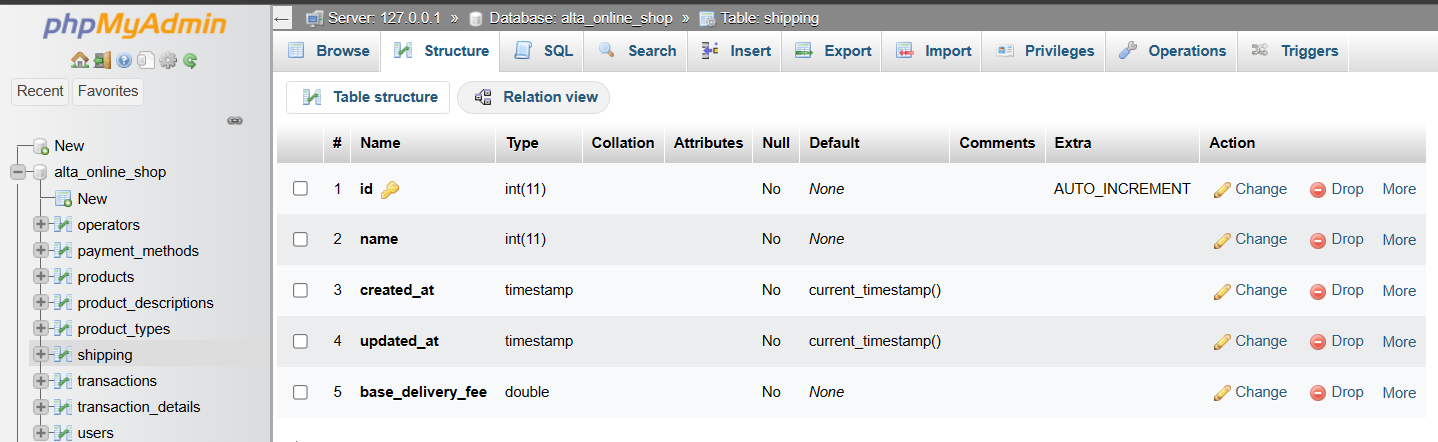 phpMyAdmin
Recent Favorites
New
alta_online_shop
New
operators
payment_methods
products
product_descriptions
product_types
shipping
transactions
transaction_details
users
← Server: 127.0.0.1 » Database: alta_online_shop » Table: shipping
Browse Structure SQL Search Insert Export Import Privileges Operations Triggers
Table structure Relation view
# Name Type Collation Attributes Null Default Comments Extra Action
1 id int(11) No None AUTO_INCREMENT Change Drop More
2 name int(11) No None Change Drop More
3 created_at timestamp No current_timestamp() Change Drop More
4 updated_at timestamp No current_timestamp() Change Drop More
5 base_delivery_fee double No None Change Drop More